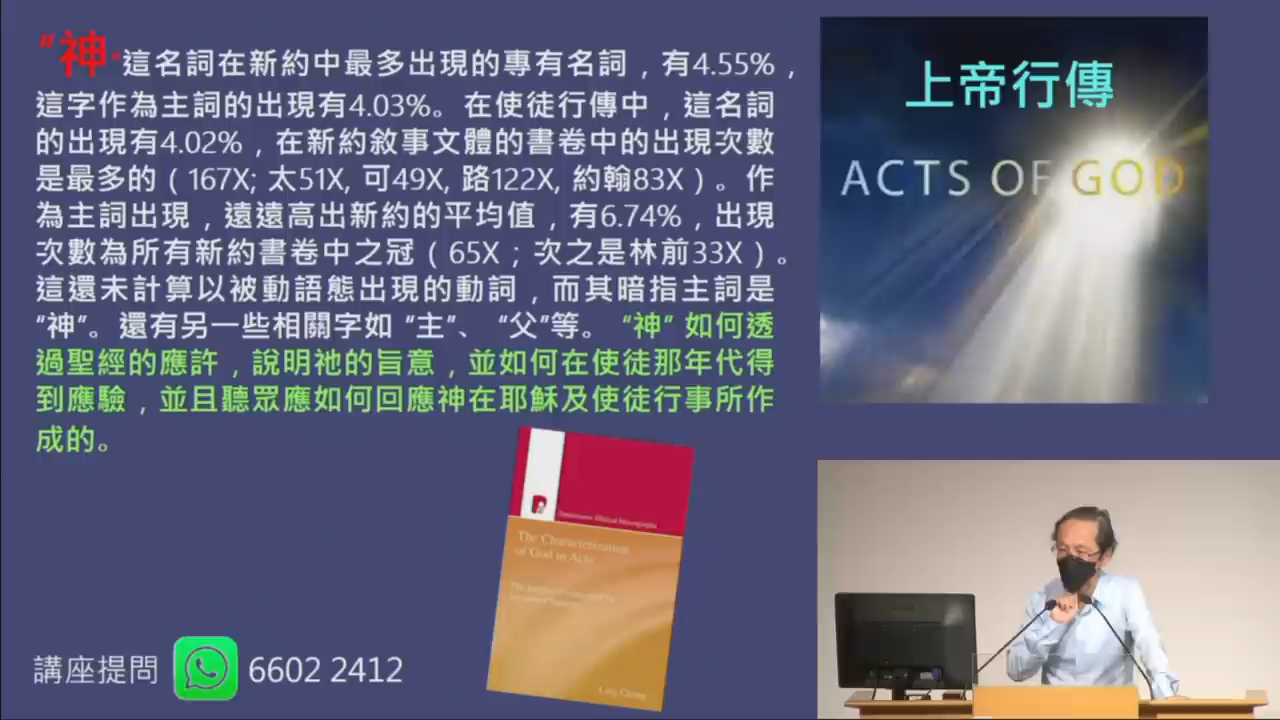 “神”這名詞在新約中最多出現的專有名詞，有4.55%，
這字作為主詞的出現有4.03%。在使徒行傳中，這名詞
的出現有4.02%，在新約敘事文體的書卷中的出現次數
是最多的（167X; 太51X, 可49X, 路122X, 約翰83X）。作
為主詞出現，遠遠高出新約的平均值，有6.74%，出現
次數為所有新約書卷中之冠（65X；次之是林前33X）。
這還未計算以被動語態出現的動詞，而其暗指主詞是
“神”。還有另一些相關字如 “主”、 “父”等。 “神” 如何透
過聖經的應許，說明祂的旨意，並如何在使徒那年代得
到應驗，並且聽眾應如何回應神在耶穌及使徒行事所作
成的。
上帝行傳
ACTS OF GOD
The Characterization
of God in Acts
Ling Cheng
講座提問 6602 2412